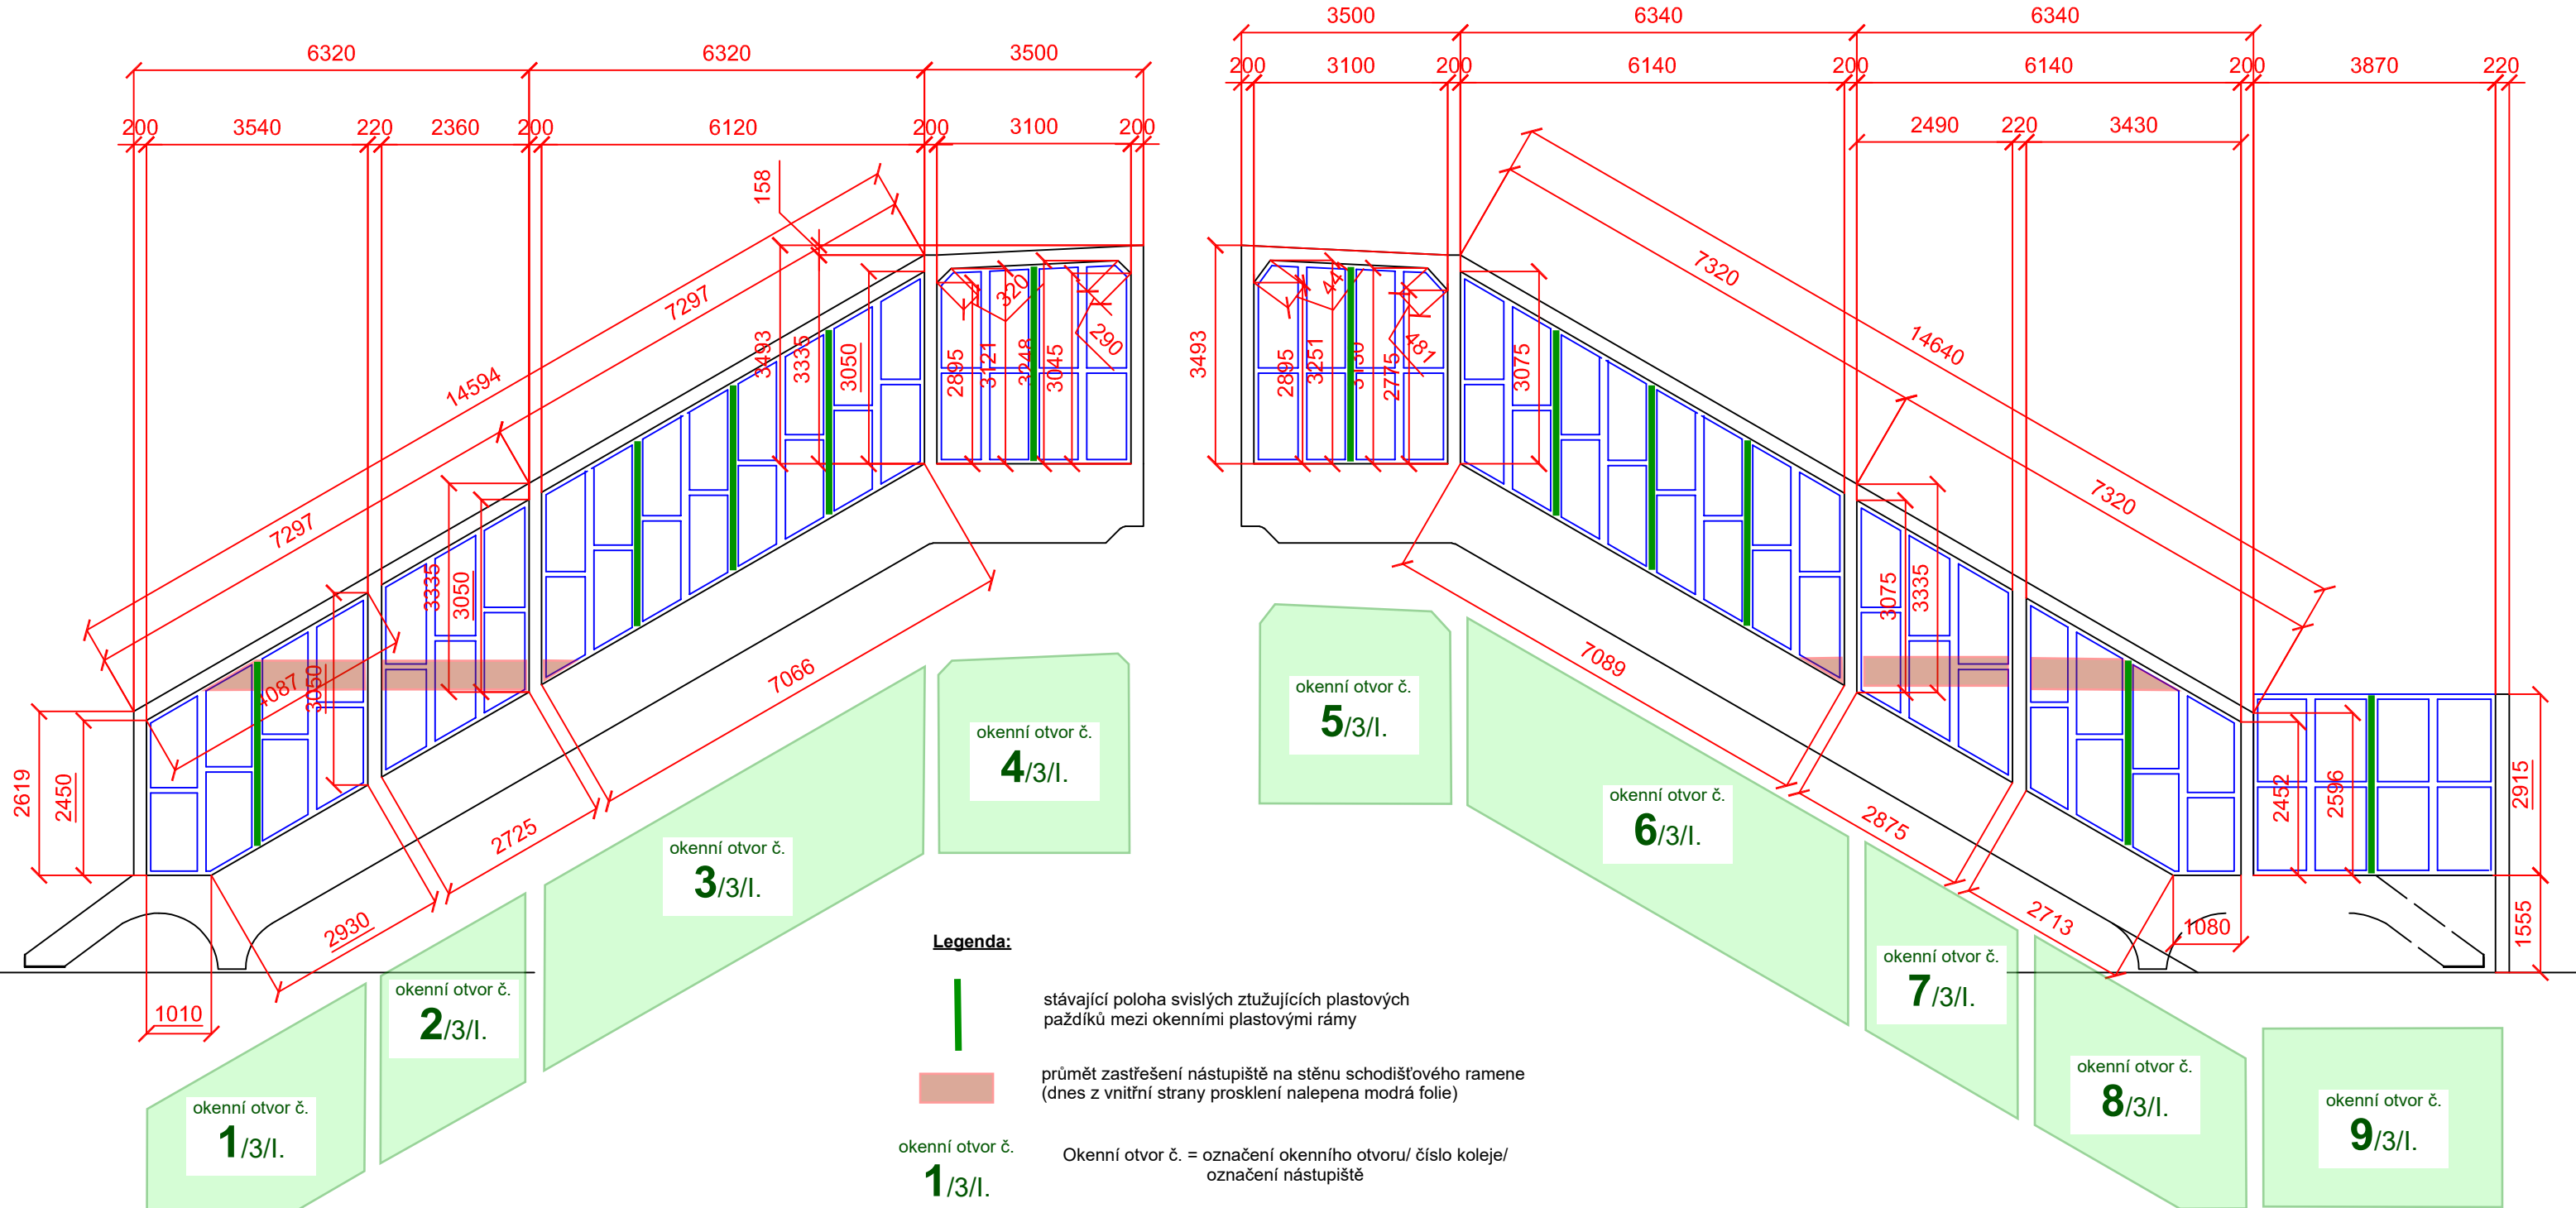 3500
6340
6340
6320
6320
3500
200
3100
200
6140
200
6140
200
3870
220
200
3540
220
2360
200
6120
200
3100
200
2490
220
3430
158
7297
14594
7297
3493
3335
3050
2895
3121
320
3248
3045
290
3493
2895
3251
44
2775
481
3075
7320
14640
7320
3335
3050
3050
4087
2619
2450
7066
2725
2930
1010
7089
3075
3335
2875
2713
1080
2452
2596
2915
1555
okenní otvor č.
1/3/I.
okenní otvor č.
2/3/I.
okenní otvor č.
3/3/I.
okenní otvor č.
4/3/I.
okenní otvor č.
5/3/I.
okenní otvor č.
6/3/I.
okenní otvor č.
7/3/I.
okenní otvor č.
8/3/I.
okenní otvor č.
9/3/I.
Legenda:
stávající poloha svislých ztužujících plastových
paždíků mezi okenními plastovými rámy
průmět zastřešení nástupiště na stěnu schodišťového ramene
(dnes z vnitřní strany prosklení nalepena modrá folie)
okenní otvor č.
1/3/I.
Okenní otvor č. = označení okenního otvoru/ číslo koleje/
označení nástupiště